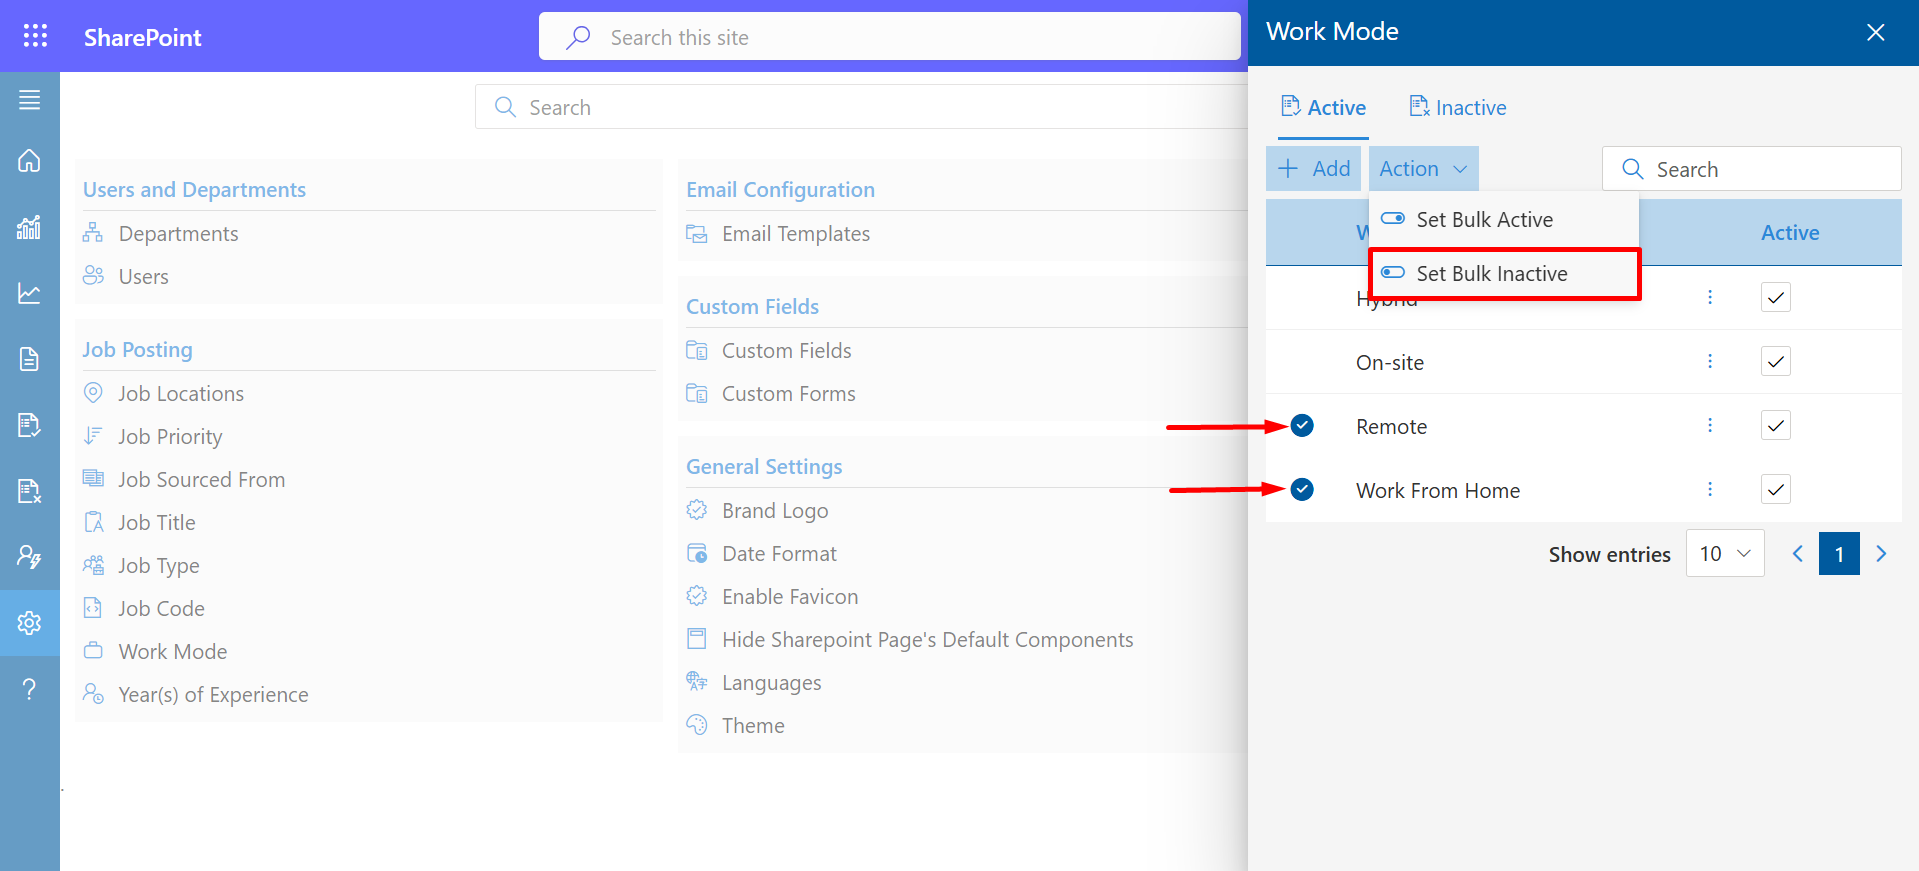 SharePoint
Search this site
Search
Users and Departments
Departments
Users
Job Posting
Job Locations
Job Priority
Job Sourced From
Job Title
Job Type
Job Code
Work Mode
Year(s) of Experience
Email Configuration
Email Templates
Custom Fields
Custom Fields
Custom Forms
General Settings
Brand Logo
Date Format
Enable Favicon
Hide Sharepoint Page's Default Components
Languages
Theme
Work Mode
Active Inactive
Add Action Search
Set Bulk Active
Active
Set Bulk Inactive
Hybrid
On-site
Remote
Work From Home
Show entries 10 1